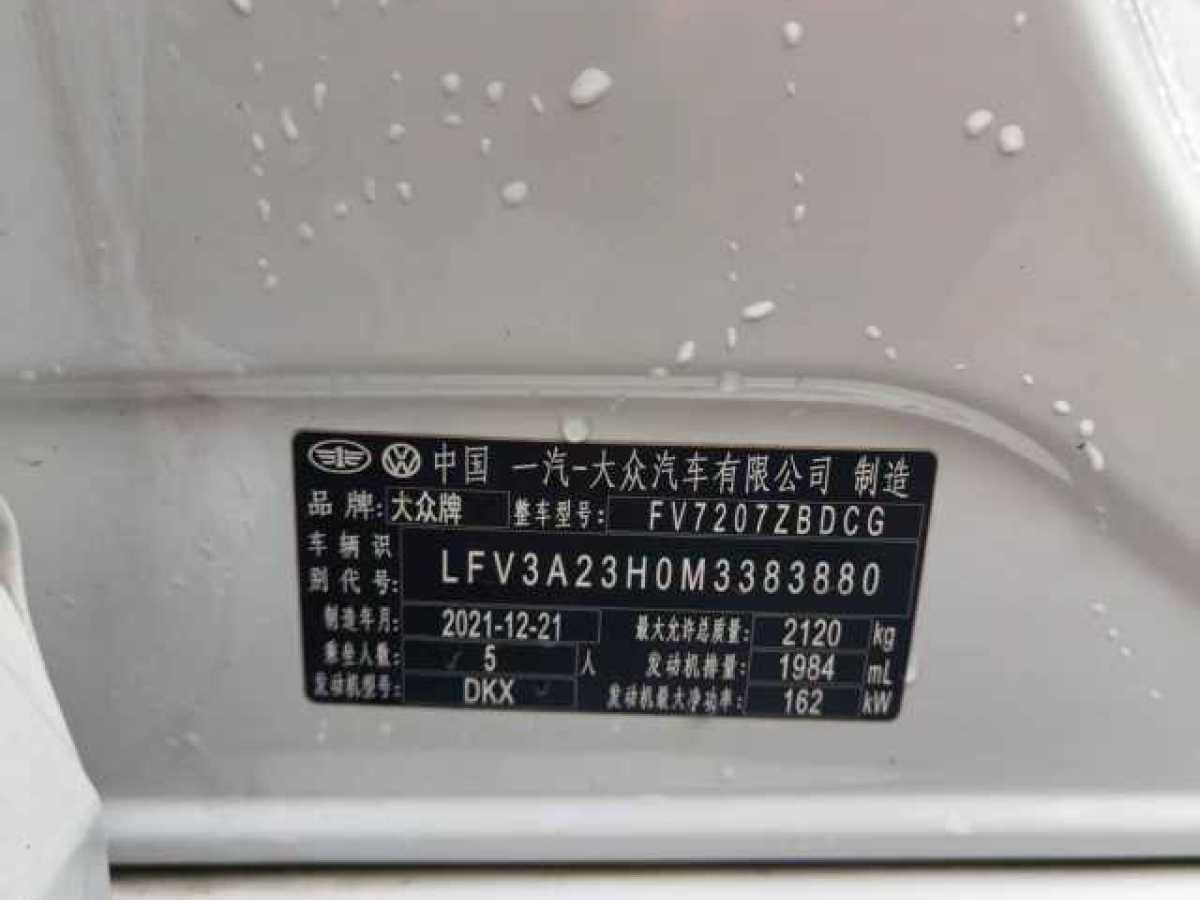 中国 一汽-大众汽车有限公司 制造
品牌: 大众牌 整车型号: FV7207ZBDCG
车辆识别代号: LFV3A23H0M3383880
制造年月: 2021-12-21 最大允许总质量: 2120 kg
乘坐人数: 5 人 发动机排量: 1984 mL
发动机型号: DKX 发动机最大净功率: 162 kW